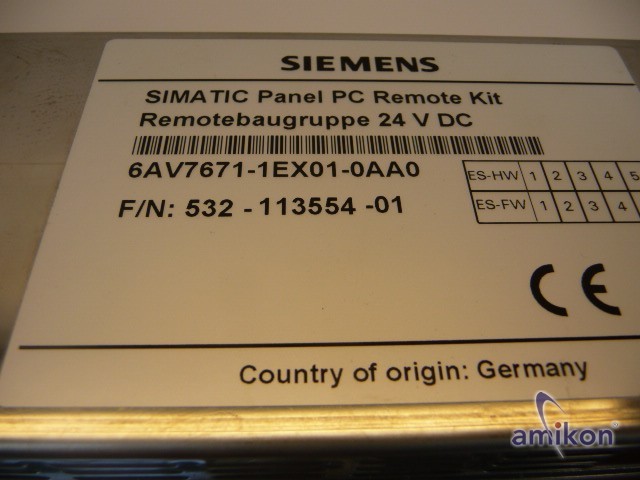 SIEMENS
SIMATIC Panel PC Remote Kit
Remotebaugruppe 24 V DC
6AV7671-1EX01-0AA0
F/N: 532 - 113554 -01
ES-HW 1 2 3 4 5
ES-FW 1 2 3 4
CE
Country of origin: Germany
amikon